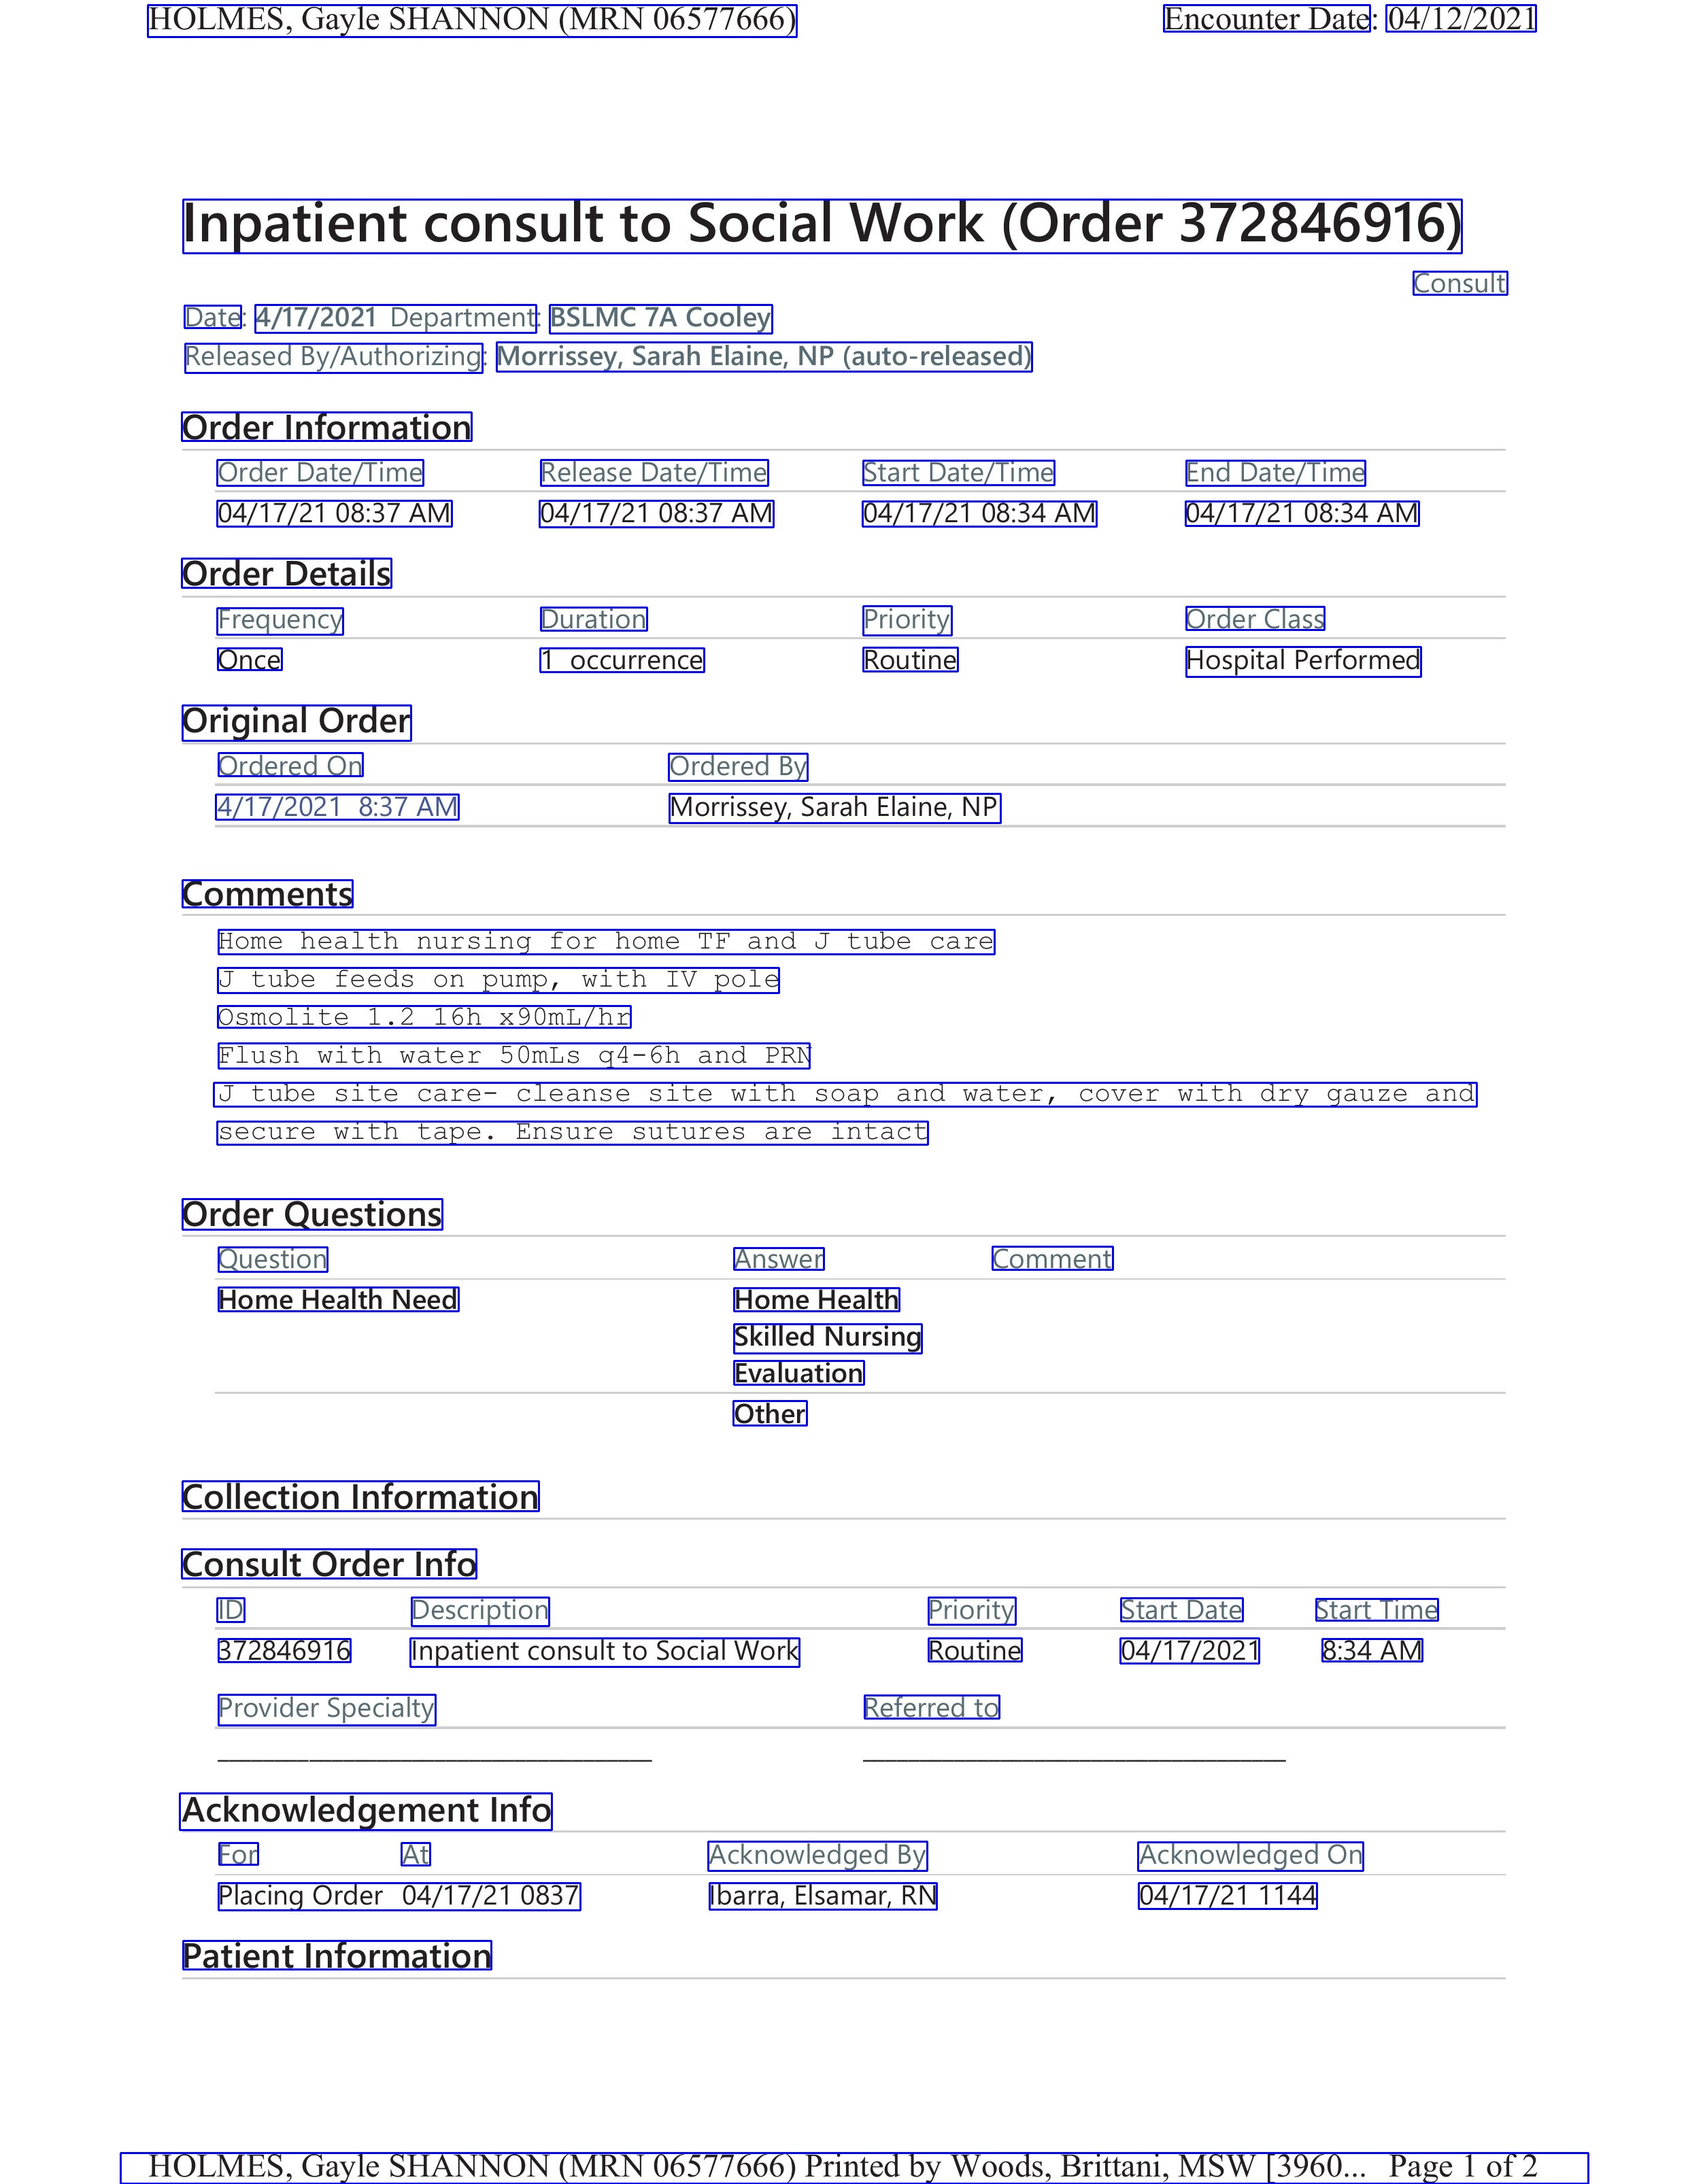 HOLMES, Gayle SHANNON (MRN 06577666) Encounter Date: 04/12/2021
Inpatient consult to Social Work (Order 372846916)
Consult
Date: 4/17/2021 Department: BSLMC 7A Cooley
Released By/Authorizing: Morrissey, Sarah Elaine, NP (auto-released)
Order Information
Order Date/Time Release Date/Time Start Date/Time End Date/Time
04/17/21 08:37 AM 04/17/21 08:37 AM 04/17/21 08:34 AM 04/17/21 08:34 AM
Order Details
Frequency Duration Priority Order Class
Once 1 occurrence Routine Hospital Performed
Original Order
Ordered On Ordered By
4/17/2021 8:37 AM Morrissey, Sarah Elaine, NP
Comments
Home health nursing for home TF and J tube care
J tube feeds on pump, with IV pole
Osmolite 1.2 16h x90mL/hr
Flush with water 50mLs q4-6h and PRN
J tube site care- cleanse site with soap and water, cover with dry gauze and
secure with tape. Ensure sutures are intact
Order Questions
Question Answer Comment
Home Health Need Home Health
Skilled Nursing
Evaluation
Other
Collection Information
Consult Order Info
ID Description Priority Start Date Start Time
372846916 Inpatient consult to Social Work Routine 04/17/2021 8:34 AM
Provider Specialty Referred to
Acknowledgement Info
For At Acknowledged By Acknowledged On
Placing Order 04/17/21 0837 Ibarra, Elsamar, RN 04/17/21 1144
Patient Information
HOLMES, Gayle SHANNON (MRN 06577666) Printed by Woods, Brittani, MSW [3960... Page 1 of 2